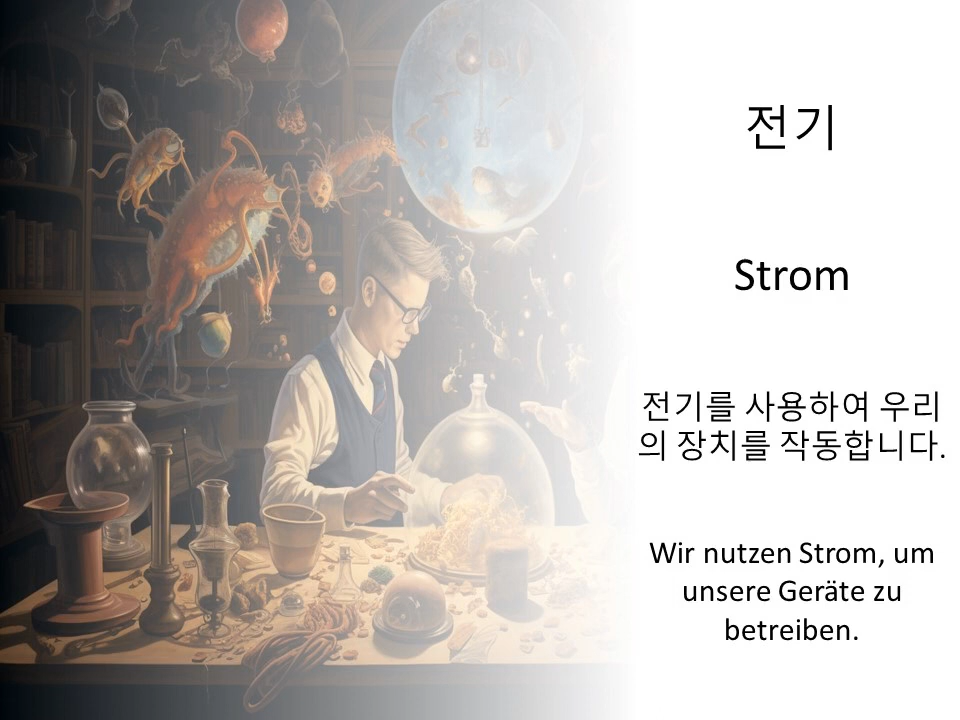 전기
Strom
전기를 사용하여 우리
의 장치를 작동합니다.
Wir nutzen Strom, um
unsere Geräte zu
betreiben.